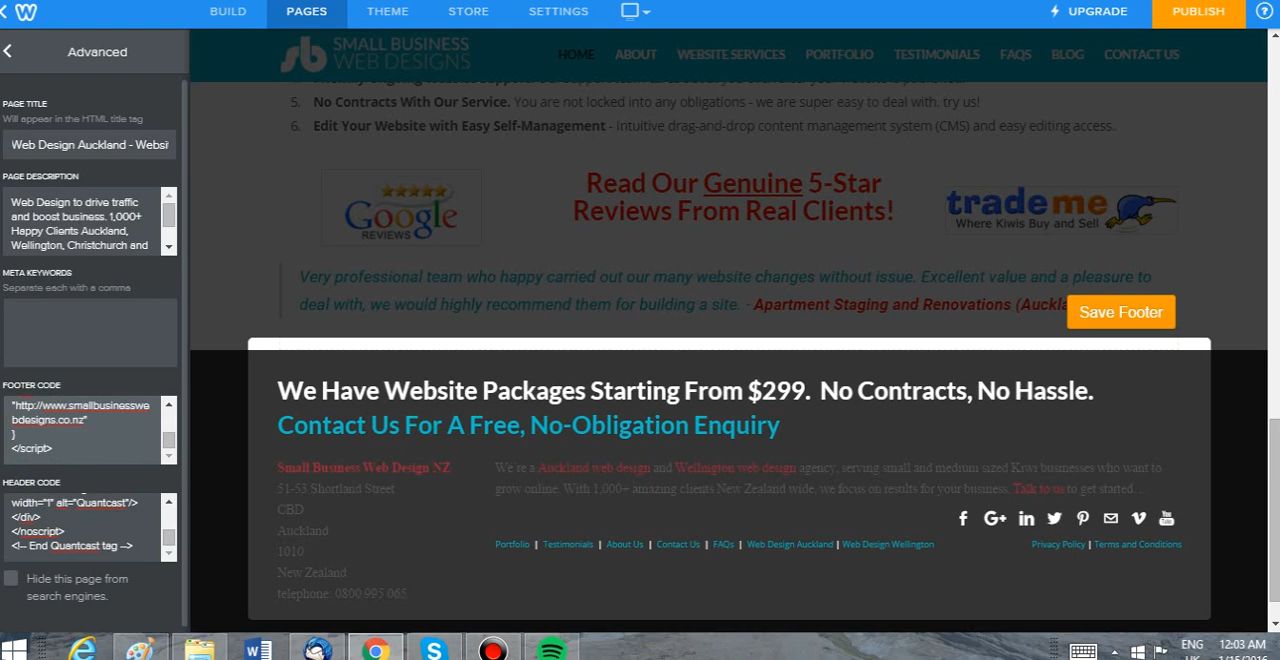 BUILD PAGES THEME STORE SETTINGS UPGRADE PUBLISH ?
Advanced
PAGE TITLE
Will appear in the HTML title tag
Web Design Auckland - Websi
PAGE DESCRIPTION
Web Design to drive traffic
and boost business. 1,000+
Happy Clients Auckland,
Wellington, Christchurch and
META KEYWORDS
Separate each with a comma
FOOTER CODE
"http://www.smallbusinesswe
bdesigns.co.nz"
}
</script>
HEADER CODE
width="1" alt="Quantcast"/>
</div>
</noscript>
<!-- End Quantcast tag -->
Hide this page from
search engines.
sb SMALL BUSINESS
WEB DESIGNS
HOME ABOUT WEBSITE SERVICES PORTFOLIO TESTIMONIALS FAQS BLOG CONTACT US
5. No Contracts With Our Service. You are not locked into any obligations - we are super easy to deal with, try us!
6. Edit Your Website with Easy Self-Management - Intuitive drag-and-drop content management system (CMS) and easy editing access.
Google
REVIEWS
Read Our Genuine 5-Star
Reviews From Real Clients!
trademe
Where Kiwis Buy and Sell
Very professional team who happy carried out our many website changes without issue. Excellent value and a pleasure to
deal with, we would highly recommend them for building a site. - Apartment Staging and Renovations (Auckla
Save Footer
We Have Website Packages Starting From $299. No Contracts, No Hassle.
Contact Us For A Free, No-Obligation Enquiry
Small Business Web Design NZ
51-53 Shortland Street
CBD
Auckland
1010
New Zealand
telephone: 0800 995 065
We're a Auckland web design and Wellington web design agency, serving small and medium sized Kiwi businesses who want to
grow online. With 1,000+ amazing clients New Zealand wide, we focus on results for your business. Talk to us to get started...
Portfolio | Testimonials | About Us | Contact Us | FAQs | Web Design Auckland | Web Design Wellington
Privacy Policy | Terms and Conditions
ENG
12:03 AM
1/15/2016